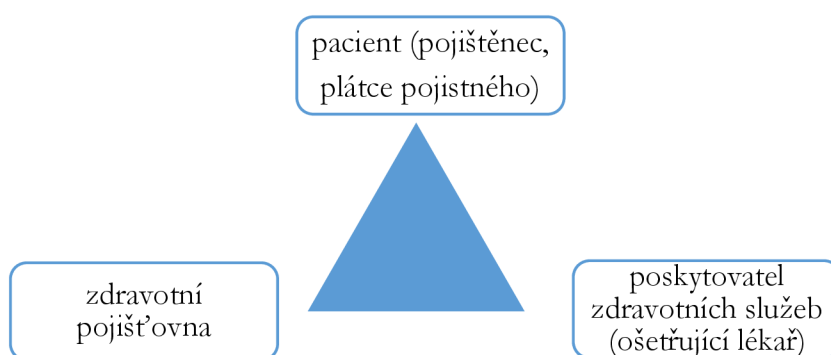 pacient (pojištěnec,
plátce pojistného)
zdravotní
pojišťovna
poskytovatel
zdravotních služeb
(ošetřující lékař)